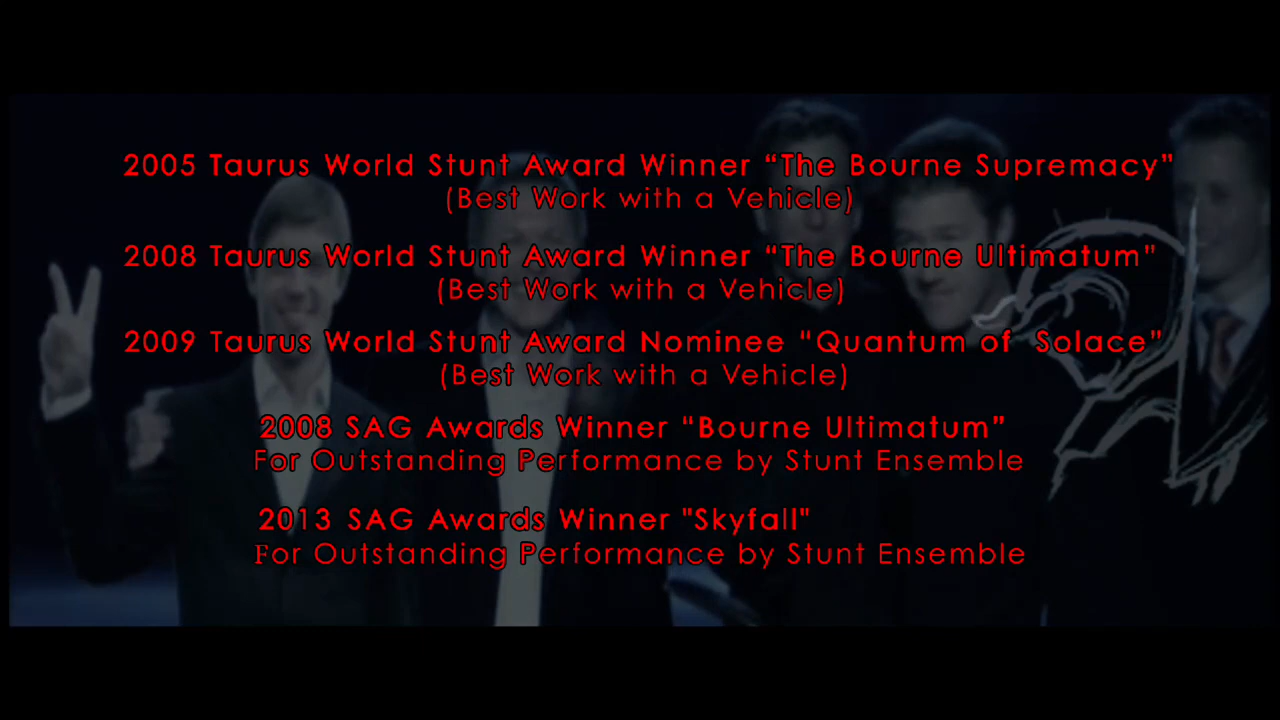 2005 Taurus World Stunt Award Winner “The Bourne Supremacy”
(Best Work with a Vehicle)
2008 Taurus World Stunt Award Winner “The Bourne Ultimatum”
(Best Work with a Vehicle)
2009 Taurus World Stunt Award Nominee “Quantum of Solace”
(Best Work with a Vehicle)
2008 SAG Awards Winner “Bourne Ultimatum”
For Outstanding Performance by Stunt Ensemble
2013 SAG Awards Winner "Skyfall"
For Outstanding Performance by Stunt Ensemble